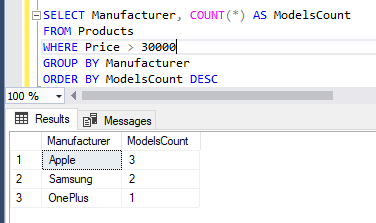 SELECT Manufacturer, COUNT(*) AS ModelsCount
FROM Products
WHERE Price > 30000
GROUP BY Manufacturer
ORDER BY ModelsCount DESC
100 %
Results Messages
Manufacturer ModelsCount
1 Apple 3
2 Samsung 2
3 OnePlus 1